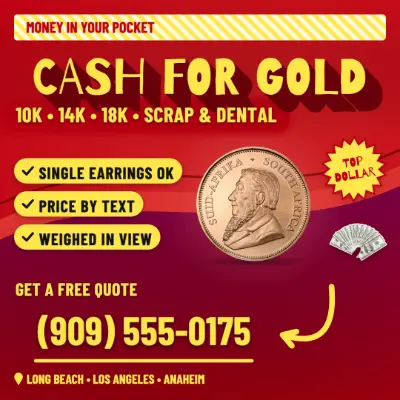 MONEY IN YOUR POCKET
CASH FOR GOLD
10K • 14K • 18K • SCRAP & DENTAL
SINGLE EARRINGS OK
PRICE BY TEXT
WEIGHED IN VIEW
SUID-AFRIKA • SOUTH AFRICA
TOP
DOLLAR
GET A FREE QUOTE
(909) 555-0175
LONG BEACH • LOS ANGELES • ANAHEIM